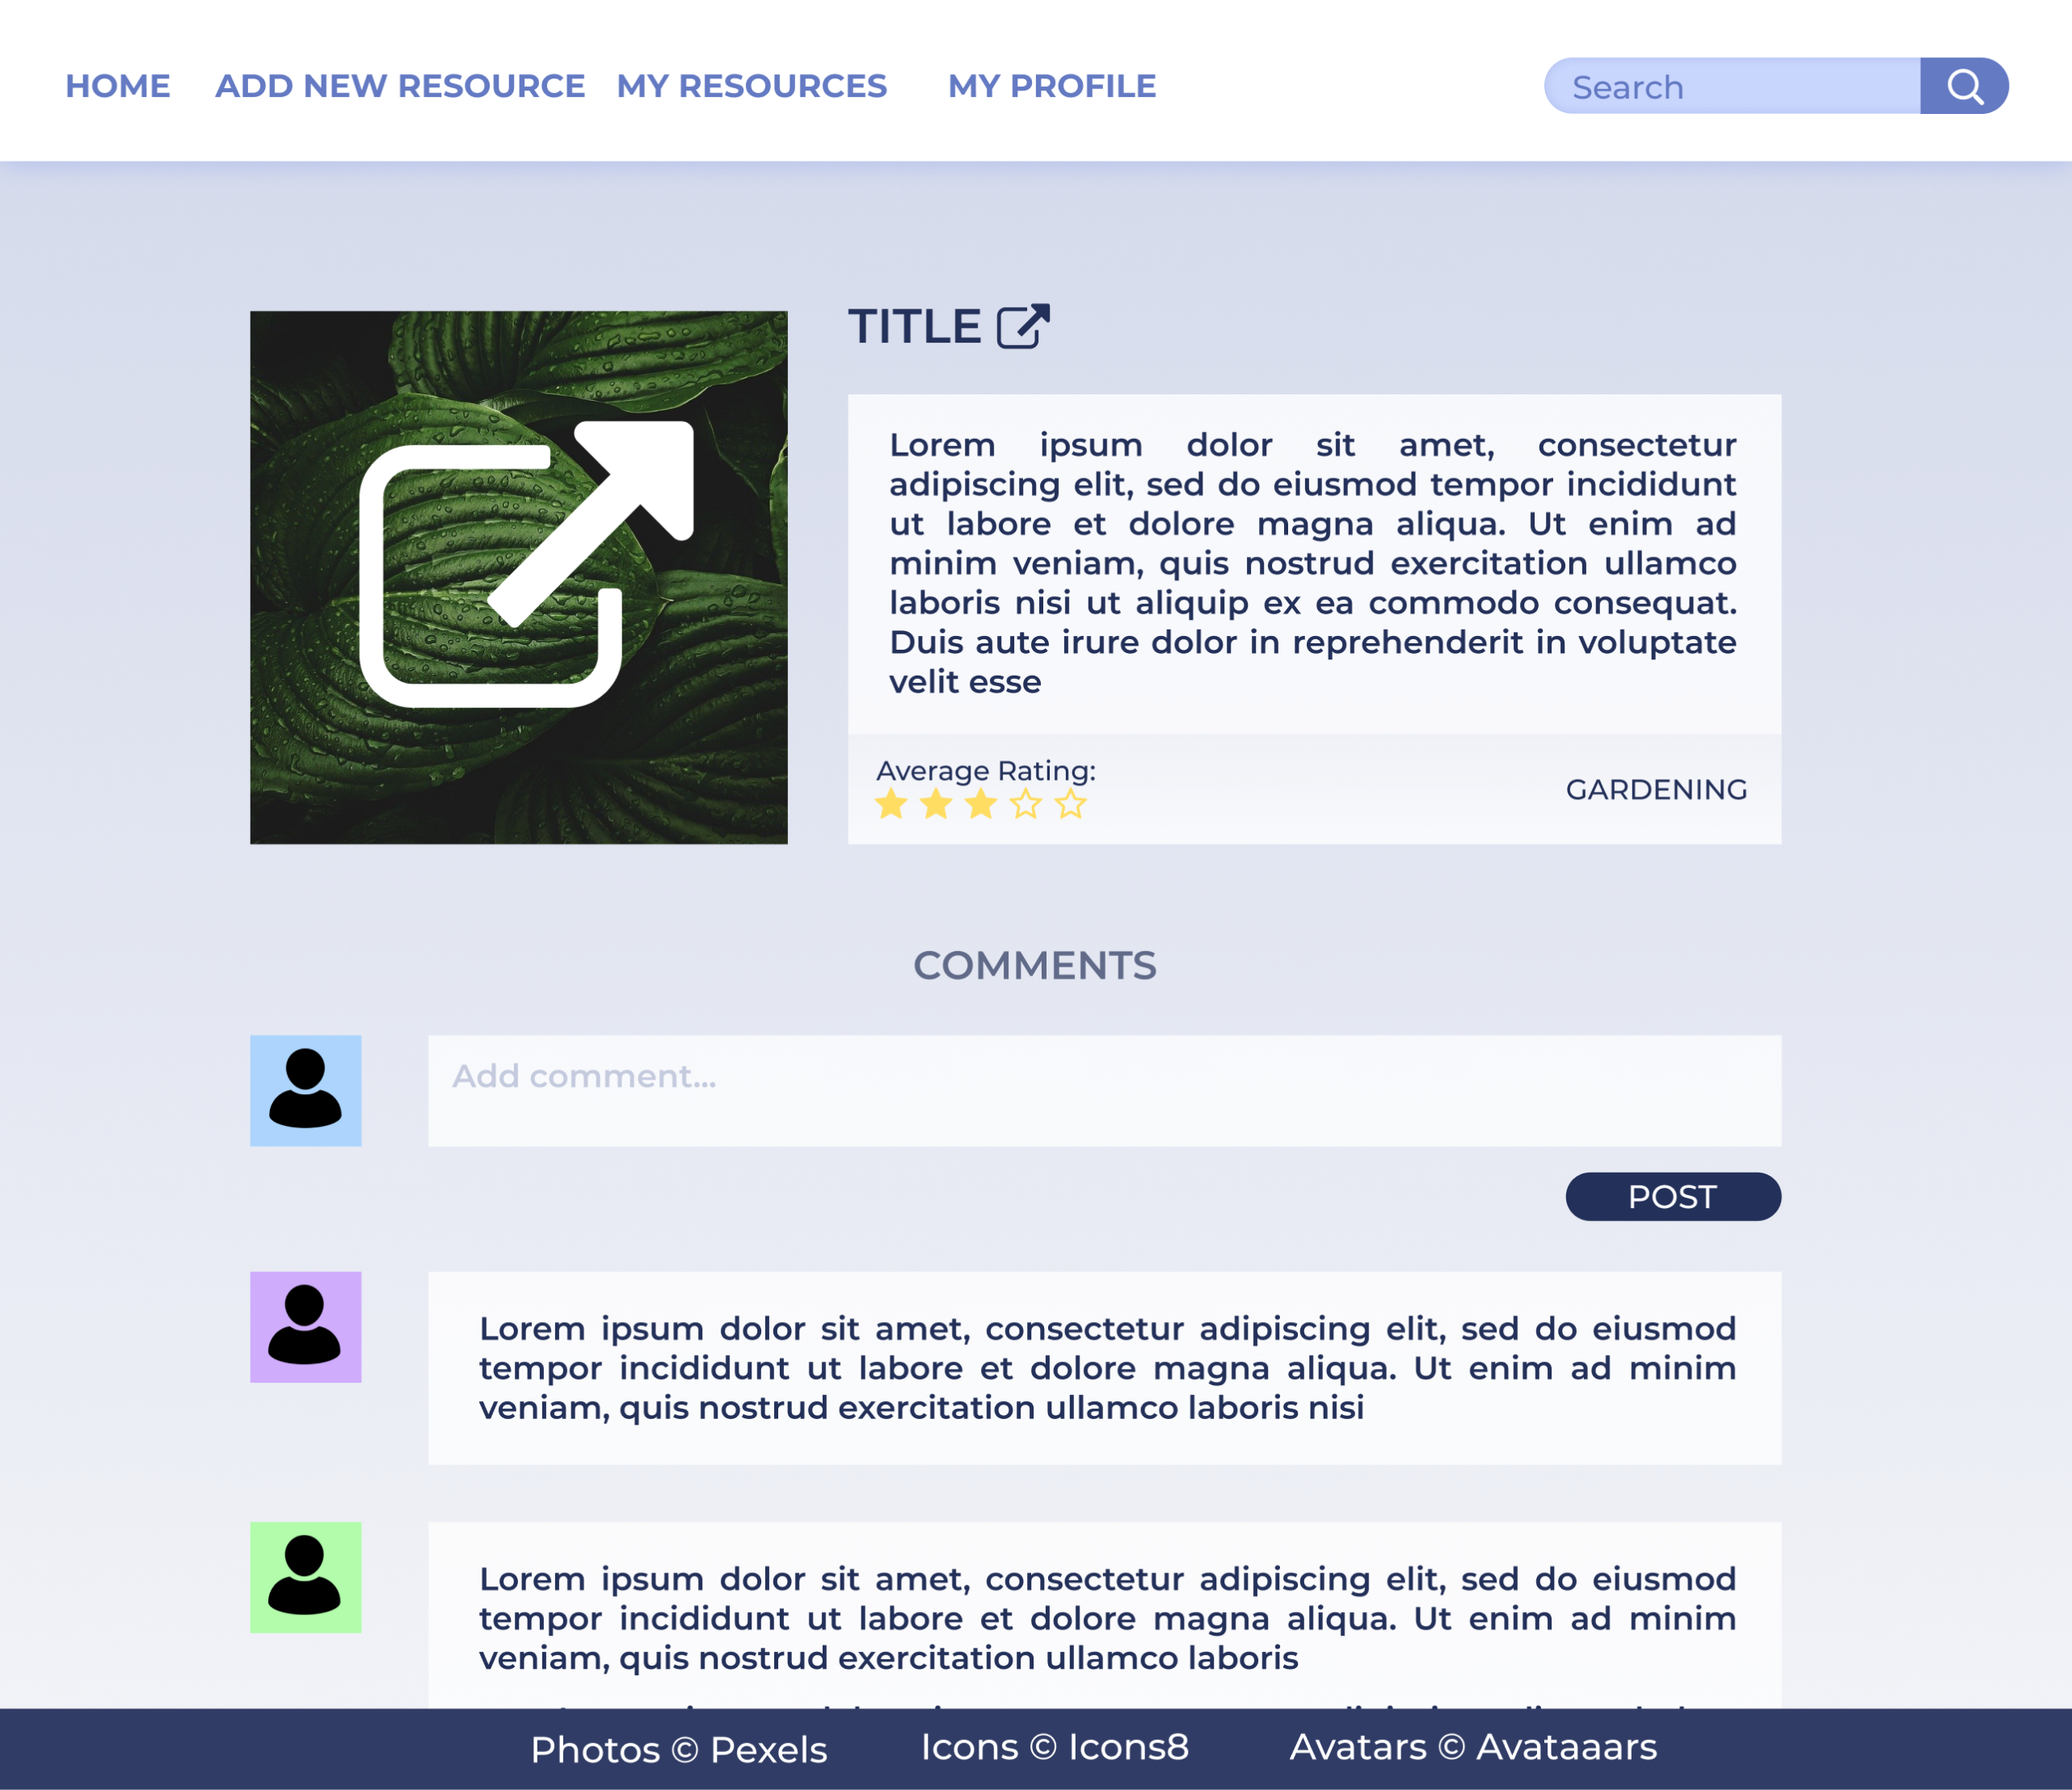 HOME ADD NEW RESOURCE MY RESOURCES MY PROFILE Search
TITLE
Lorem ipsum dolor sit amet, consectetur
adipiscing elit, sed do eiusmod tempor incididunt
ut labore et dolore magna aliqua. Ut enim ad
minim veniam, quis nostrud exercitation ullamco
laboris nisi ut aliquip ex ea commodo consequat.
Duis aute irure dolor in reprehenderit in voluptate
velit esse
Average Rating:
GARDENING
COMMENTS
Add comment...
POST
Lorem ipsum dolor sit amet, consectetur adipiscing elit, sed do eiusmod
tempor incididunt ut labore et dolore magna aliqua. Ut enim ad minim
veniam, quis nostrud exercitation ullamco laboris nisi
Lorem ipsum dolor sit amet, consectetur adipiscing elit, sed do eiusmod
tempor incididunt ut labore et dolore magna aliqua. Ut enim ad minim
veniam, quis nostrud exercitation ullamco laboris
Photos © Pexels Icons © Icons8 Avatars © Avataaars